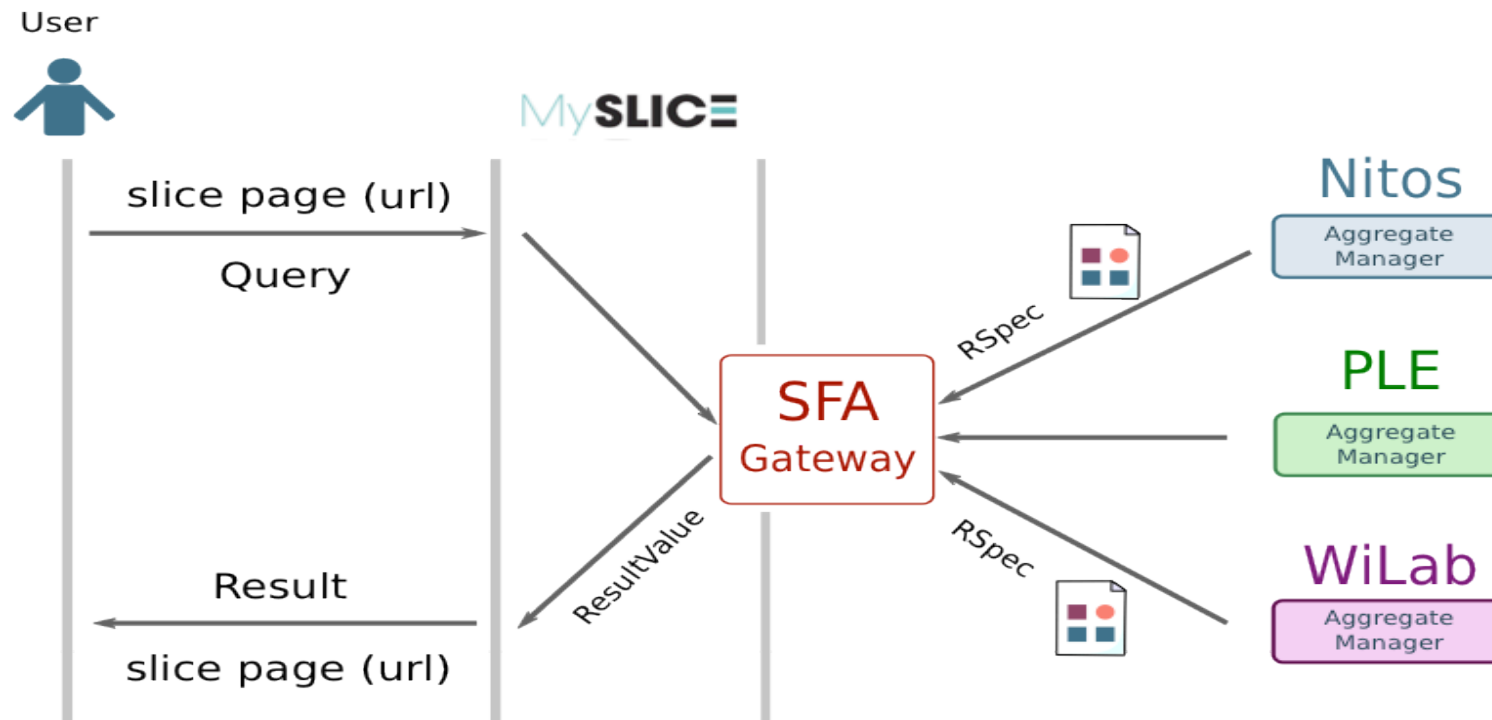 User
MySLICE
slice page (url)
Query
SFA
Gateway
ResultValue
Result
slice page (url)
RSpec
RSpec
Nitos
Aggregate
Manager
PLE
Aggregate
Manager
WiLab
Aggregate
Manager